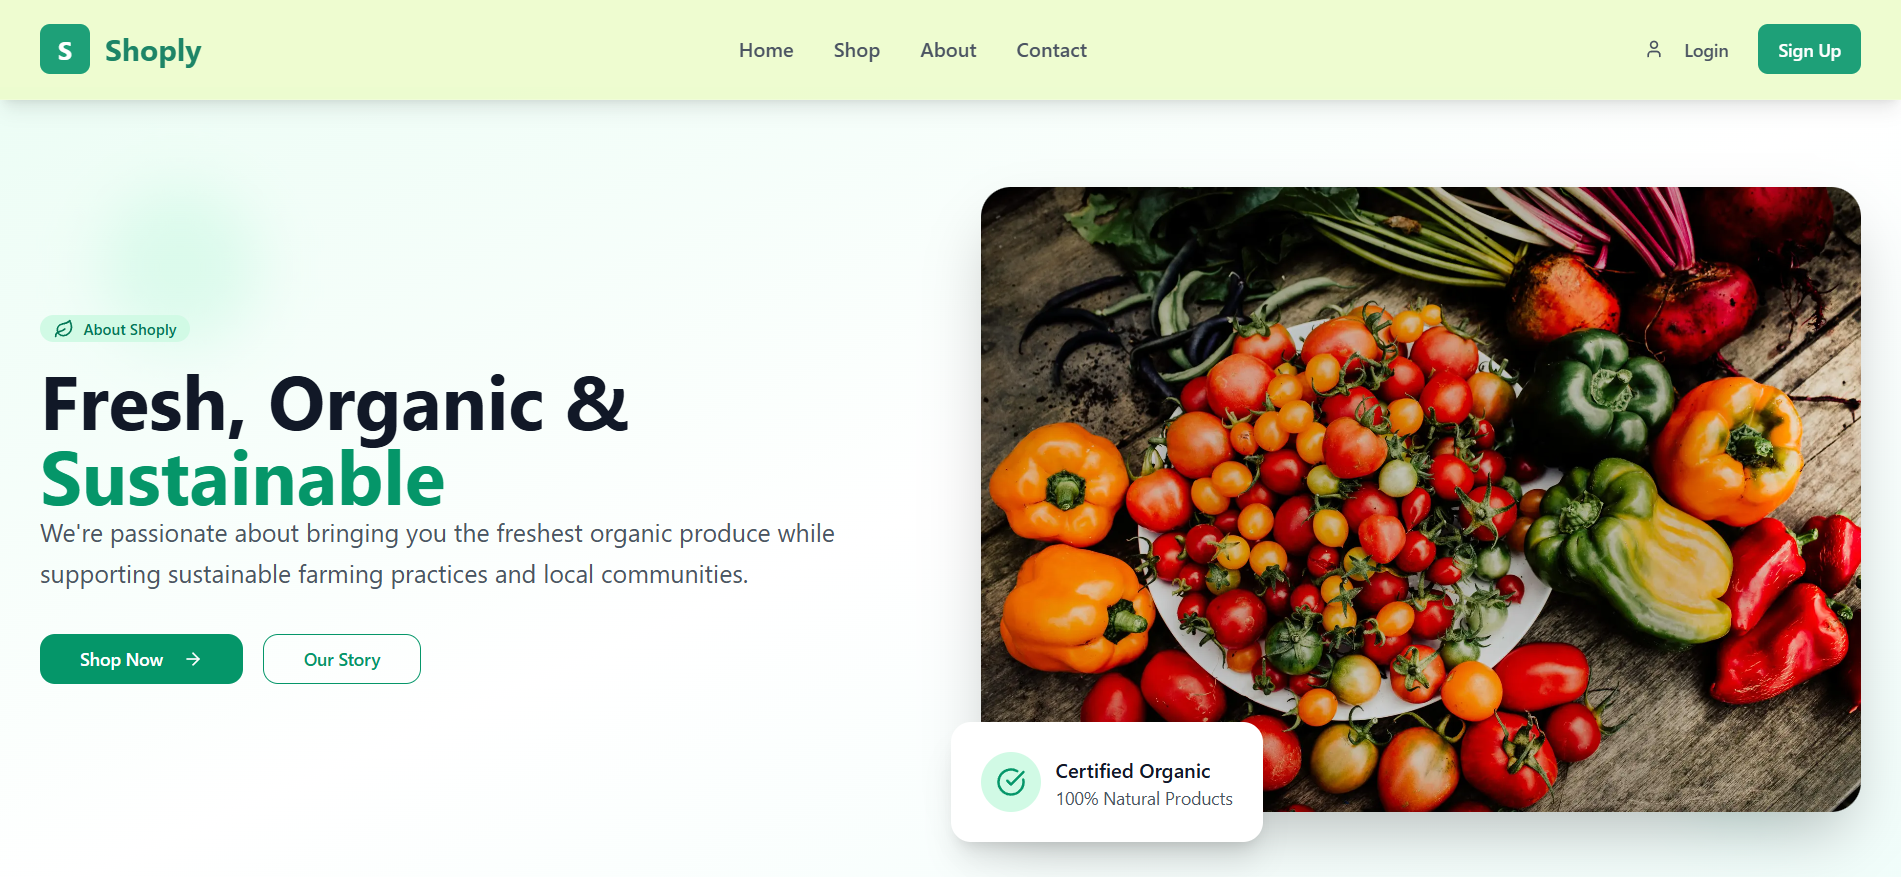 S Shoply
Home Shop About Contact
Login Sign Up
About Shoply
Fresh, Organic &
Sustainable
We're passionate about bringing you the freshest organic produce while
supporting sustainable farming practices and local communities.
Shop Now Our Story
Certified Organic
100% Natural Products